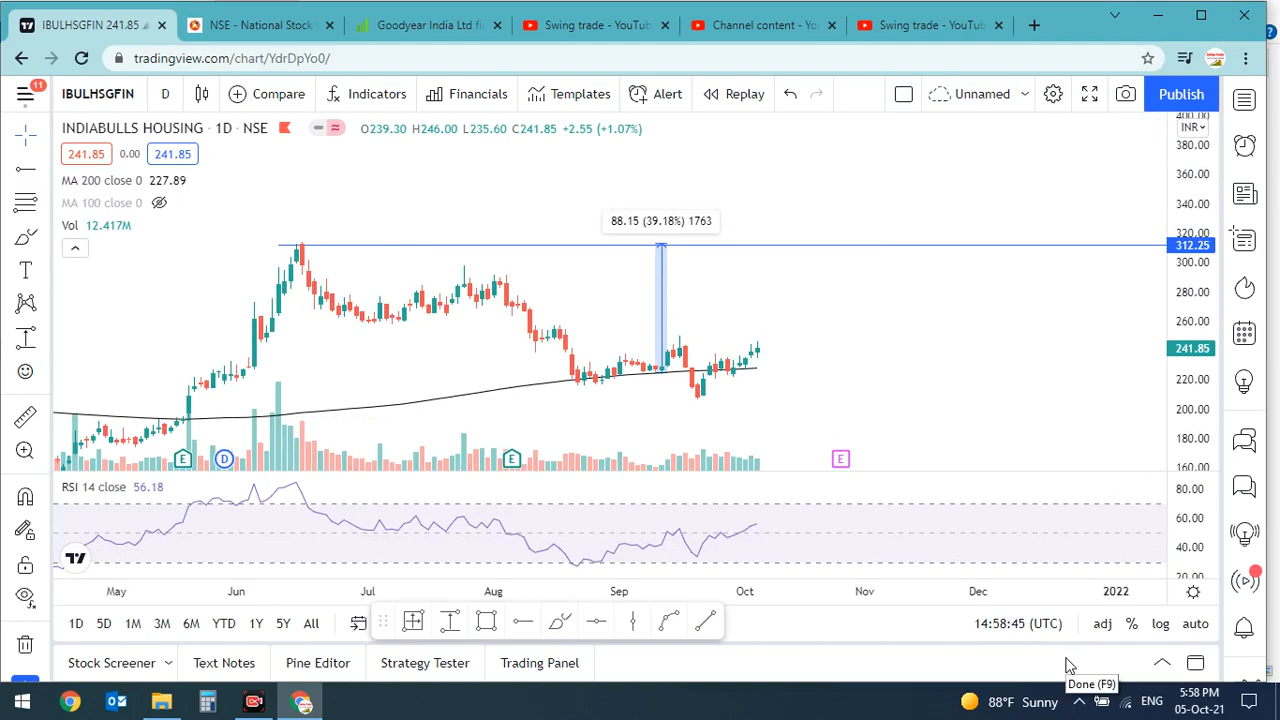 IBULHSGFIN 241.85
NSE - National Stock
Goodyear India Ltd fi
Swing trade - YouTub
Channel content - Yo
Swing trade - YouTub
tradingview.com/chart/YdrDpYo0/
11
IBULHSGFIN D Compare Indicators Financials Templates Alert Replay Unnamed Publish
INDIABULLS HOUSING · 1D · NSE O239.30 H246.00 L235.60 C241.85 +2.55 (+1.07%) INR
241.85 0.00 241.85
MA 200 close 0 227.89
MA 100 close 0
Vol 12.417M
88.15 (39.18%) 1763
400.00
380.00
360.00
340.00
320.00
312.25
300.00
280.00
260.00
241.85
220.00
200.00
180.00
160.00
E D E E
RSI 14 close 56.18
80.00
60.00
40.00
20.00
May Jun Jul Aug Sep Oct Nov Dec 2022
1D 5D 1M 3M 6M YTD 1Y 5Y All 14:58:45 (UTC) adj % log auto
Stock Screener Text Notes Pine Editor Strategy Tester Trading Panel
Done (F9)
88°F Sunny ENG 5:58 PM
05-Oct-21